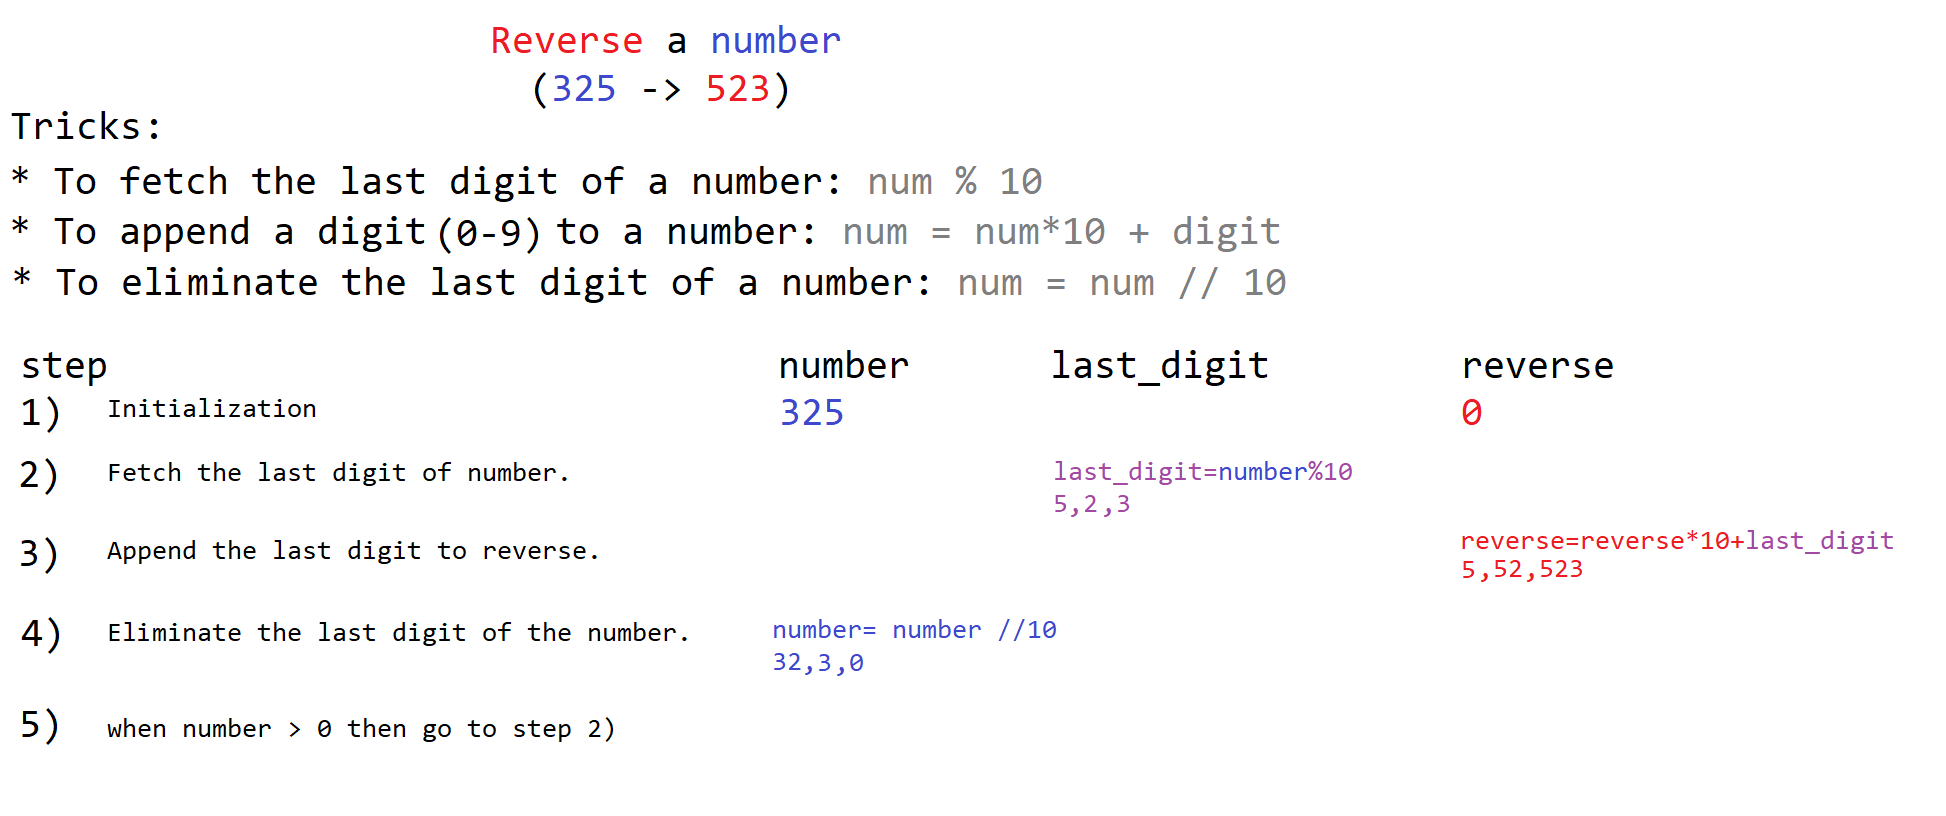 Reverse a number
(325 -> 523)
Tricks:
* To fetch the last digit of a number: num % 10
* To append a digit(0-9) to a number: num = num*10 + digit
* To eliminate the last digit of a number: num = num // 10
step number last_digit reverse
1) Initialization 325 0
2) Fetch the last digit of number. last_digit=number%10
5,2,3
3) Append the last digit to reverse. reverse=reverse*10+last_digit
5,52,523
4) Eliminate the last digit of the number. number= number //10
32,3,0
5) when number > 0 then go to step 2)